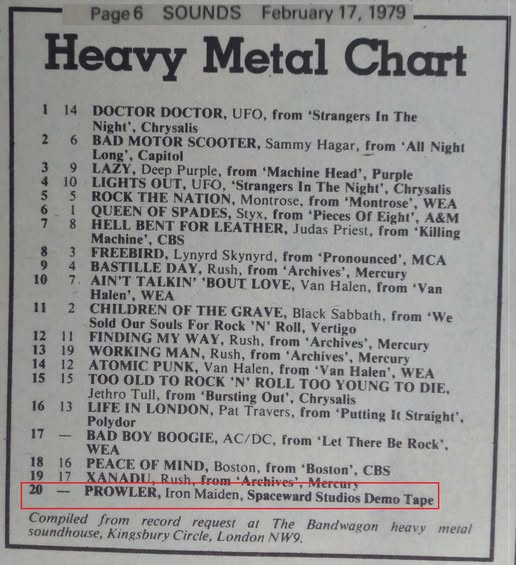 Page 6 SOUNDS February 17, 1979
Heavy Metal Chart
1 14 DOCTOR DOCTOR, UFO, from 'Strangers In The
Night', Chrysalis
2 6 BAD MOTOR SCOOTER, Sammy Hagar, from 'All Night
Long', Capitol
3 9 LAZY, Deep Purple, from 'Machine Head', Purple
4 10 LIGHTS OUT, UFO, 'Strangers In The Night', Chrysalis
5 5 ROCK THE NATION, Montrose, from 'Montrose', WEA
6 1 QUEEN OF SPADES, Styx, from 'Pieces Of Eight', A&M
7 8 HELL BENT FOR LEATHER, Judas Priest, from 'Killing
Machine', CBS
8 3 FREEBIRD, Lynyrd Skynyrd, from 'Pronounced', MCA
9 4 BASTILLE DAY, Rush, from 'Archives', Mercury
10 7 AIN'T TALKIN' 'BOUT LOVE, Van Halen, from 'Van
Halen', WEA
11 2 CHILDREN OF THE GRAVE, Black Sabbath, from 'We
Sold Our Souls For Rock 'N' Roll, Vertigo
12 11 FINDING MY WAY, Rush, from 'Archives', Mercury
13 19 WORKING MAN, Rush, from 'Archives', Mercury
14 12 ATOMIC PUNK, Van Halen, from 'Van Halen', WEA
15 15 TOO OLD TO ROCK 'N' ROLL TOO YOUNG TO DIE,
Jethro Tull, from 'Bursting Out', Chrysalis
16 13 LIFE IN LONDON, Pat Travers, from 'Putting It Straight',
Polydor
17 — BAD BOY BOOGIE, AC/DC, from 'Let There Be Rock',
WEA
18 16 PEACE OF MIND, Boston, from 'Boston', CBS
19 17 XANADU, Rush, from 'Archives', Mercury
20 — PROWLER, Iron Maiden, Spaceward Studios Demo Tape
Compiled from record request at The Bandwagon heavy metal
soundhouse, Kingsbury Circle, London NW9.